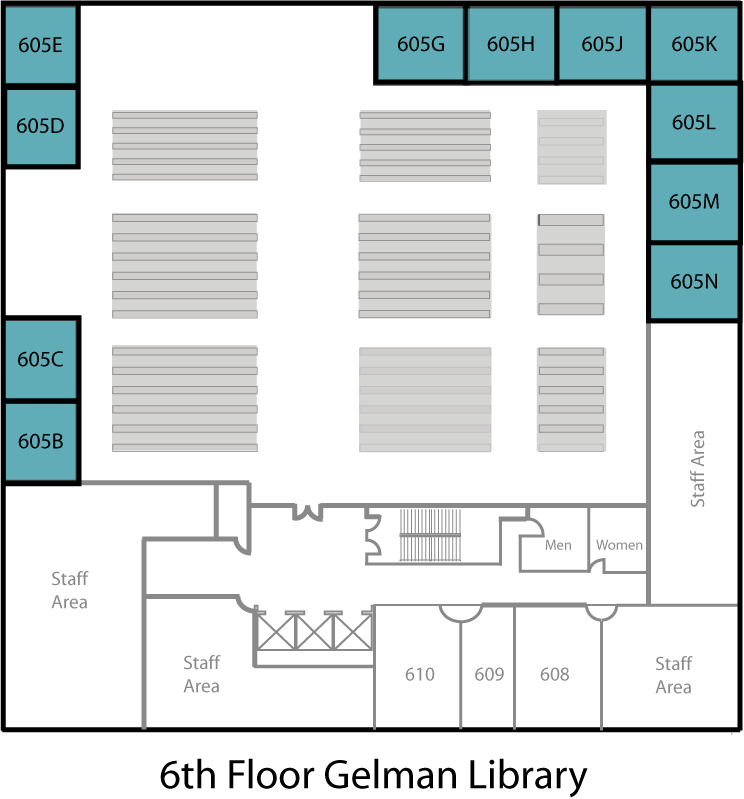 605E
605G
605H
605J
605K
605D
605L
605M
605N
605C
605B
Staff Area
Men
Women
Staff
Area
Staff
Area
610
609
608
Staff
Area
6th Floor Gelman Library